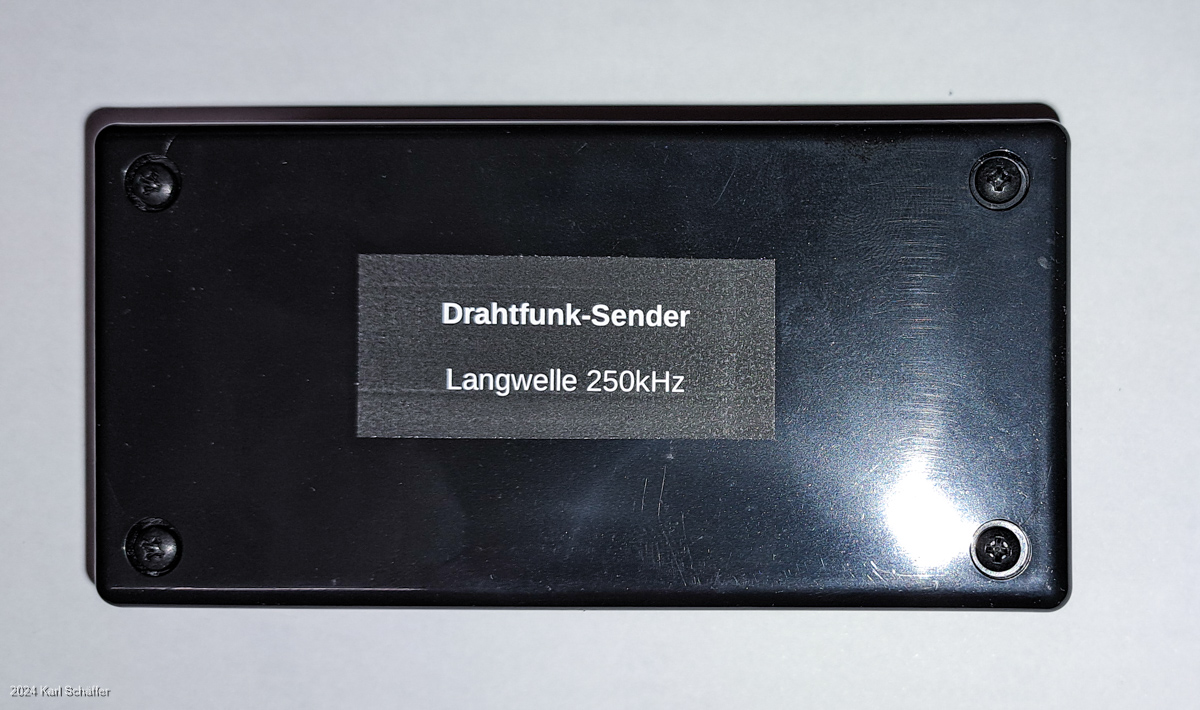 Drahtfunk-Sender
Langwelle 250kHz
2024 Karl Schaffer